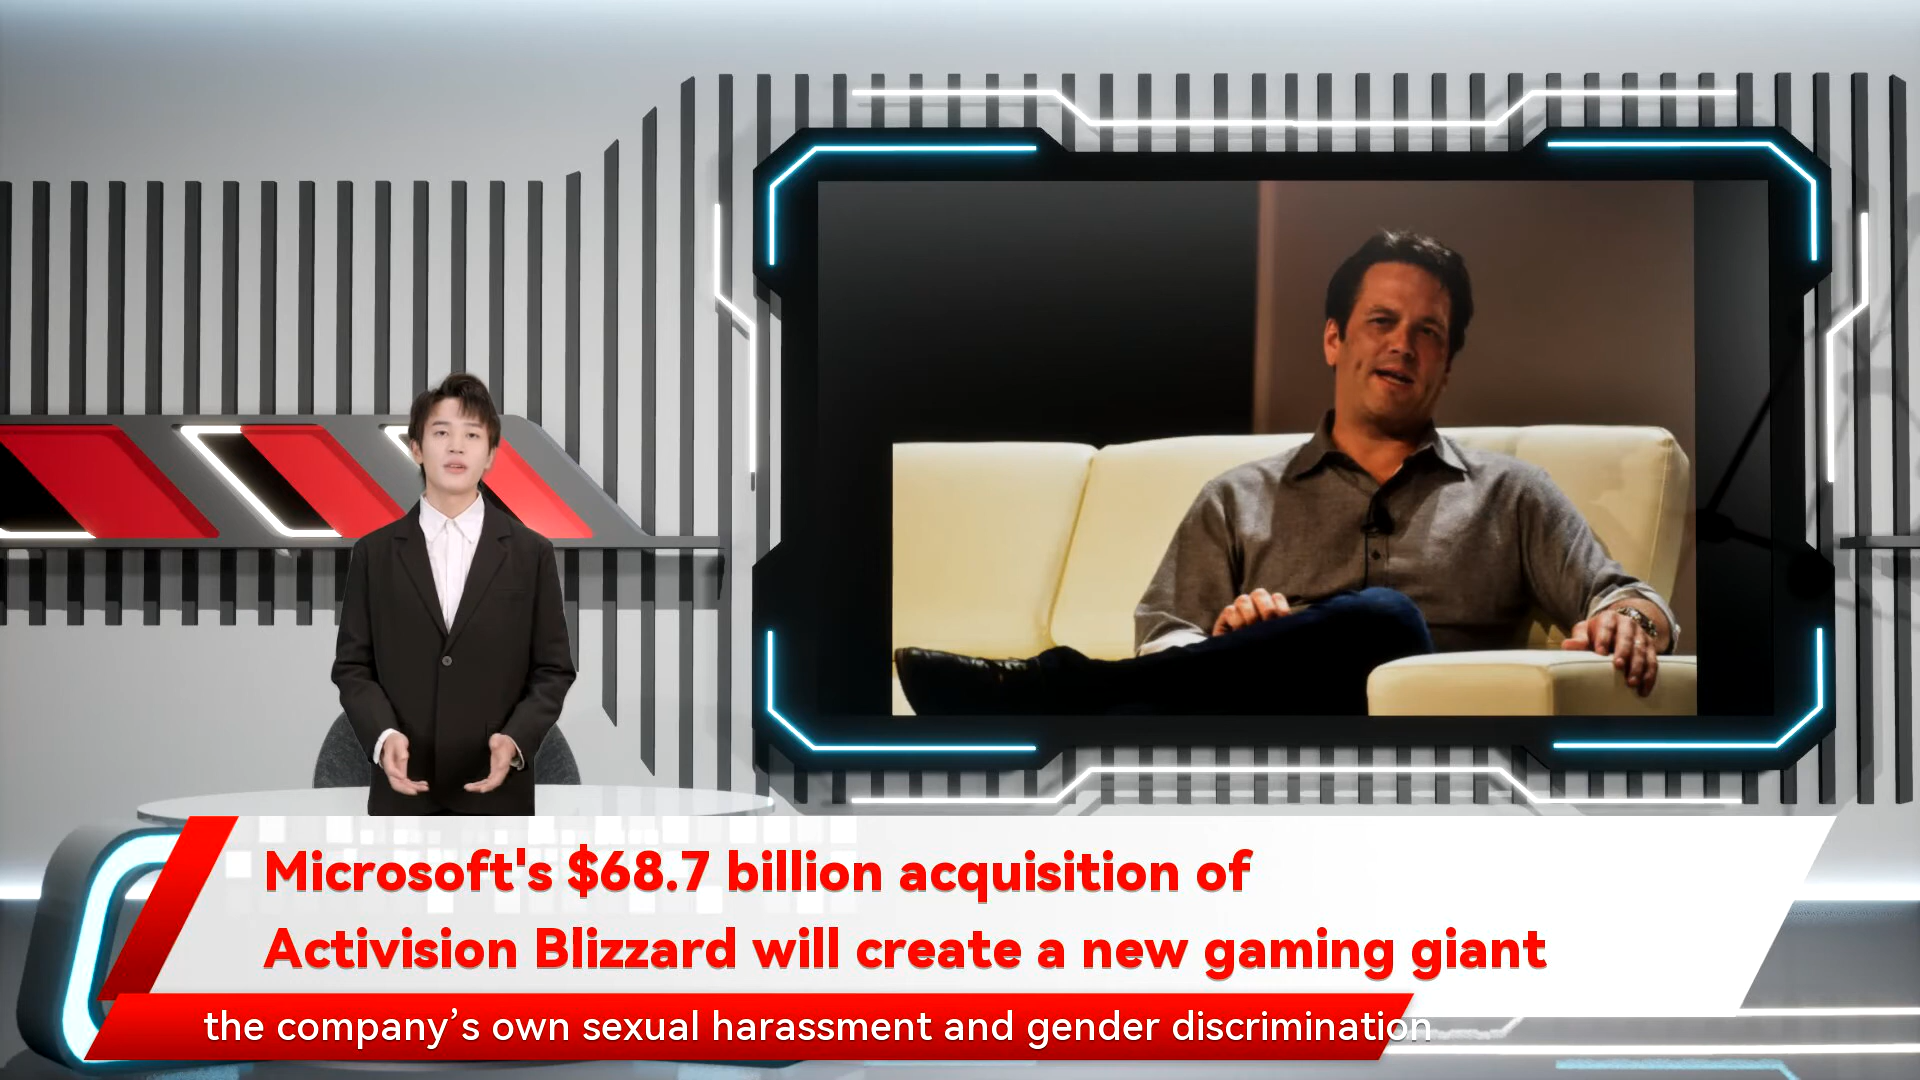 Microsoft's $68.7 billion acquisition of
Activision Blizzard will create a new gaming giant
the company’s own sexual harassment and gender discrimination